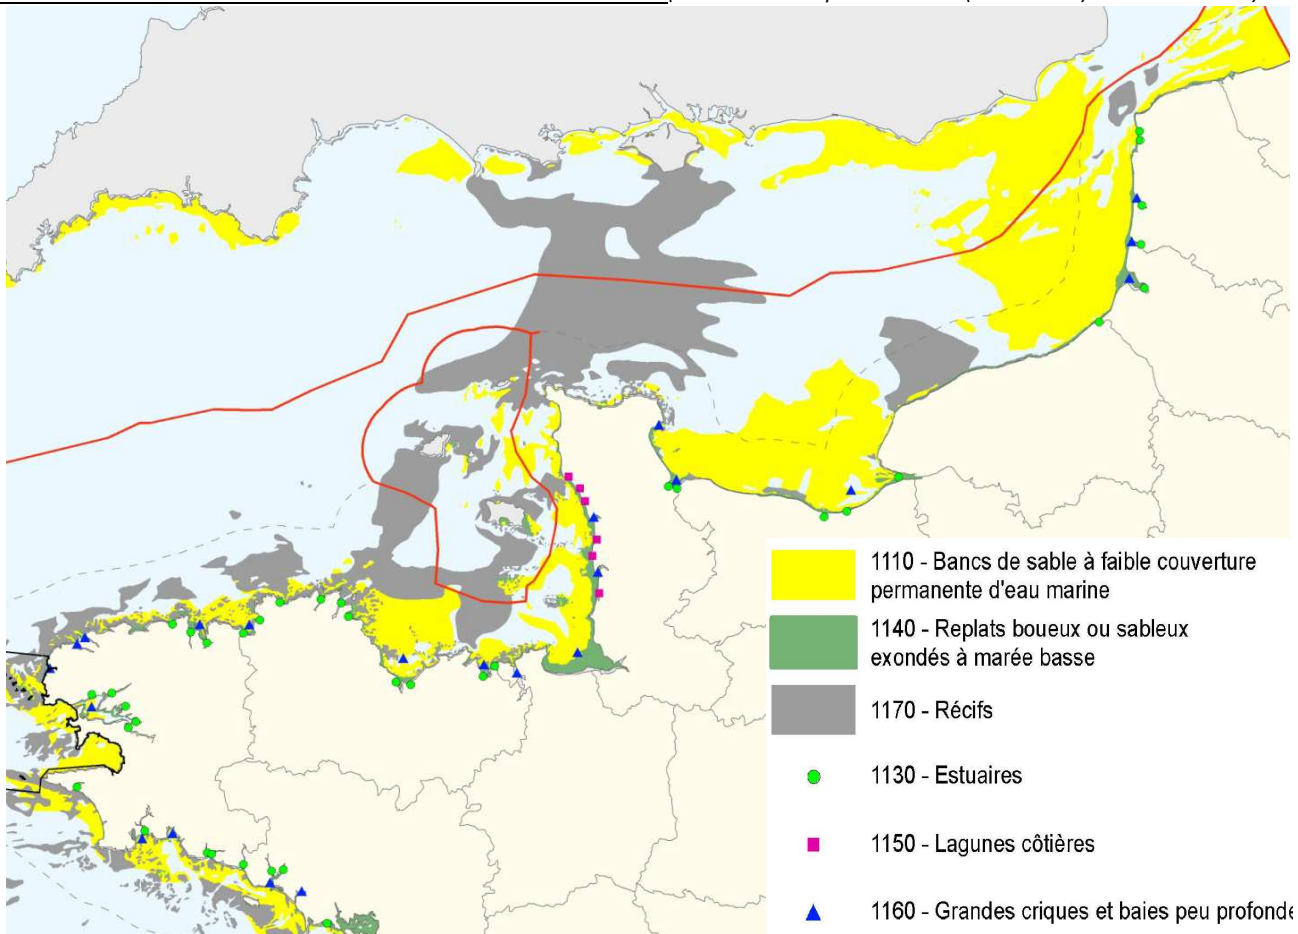 1110 - Bancs de sable à faible couverture
permanente d'eau marine
1140 - Replats boueux ou sableux
exondés à marée basse
1170 - Récifs
1130 - Estuaires
1150 - Lagunes côtières
1160 - Grandes criques et baies peu profonde